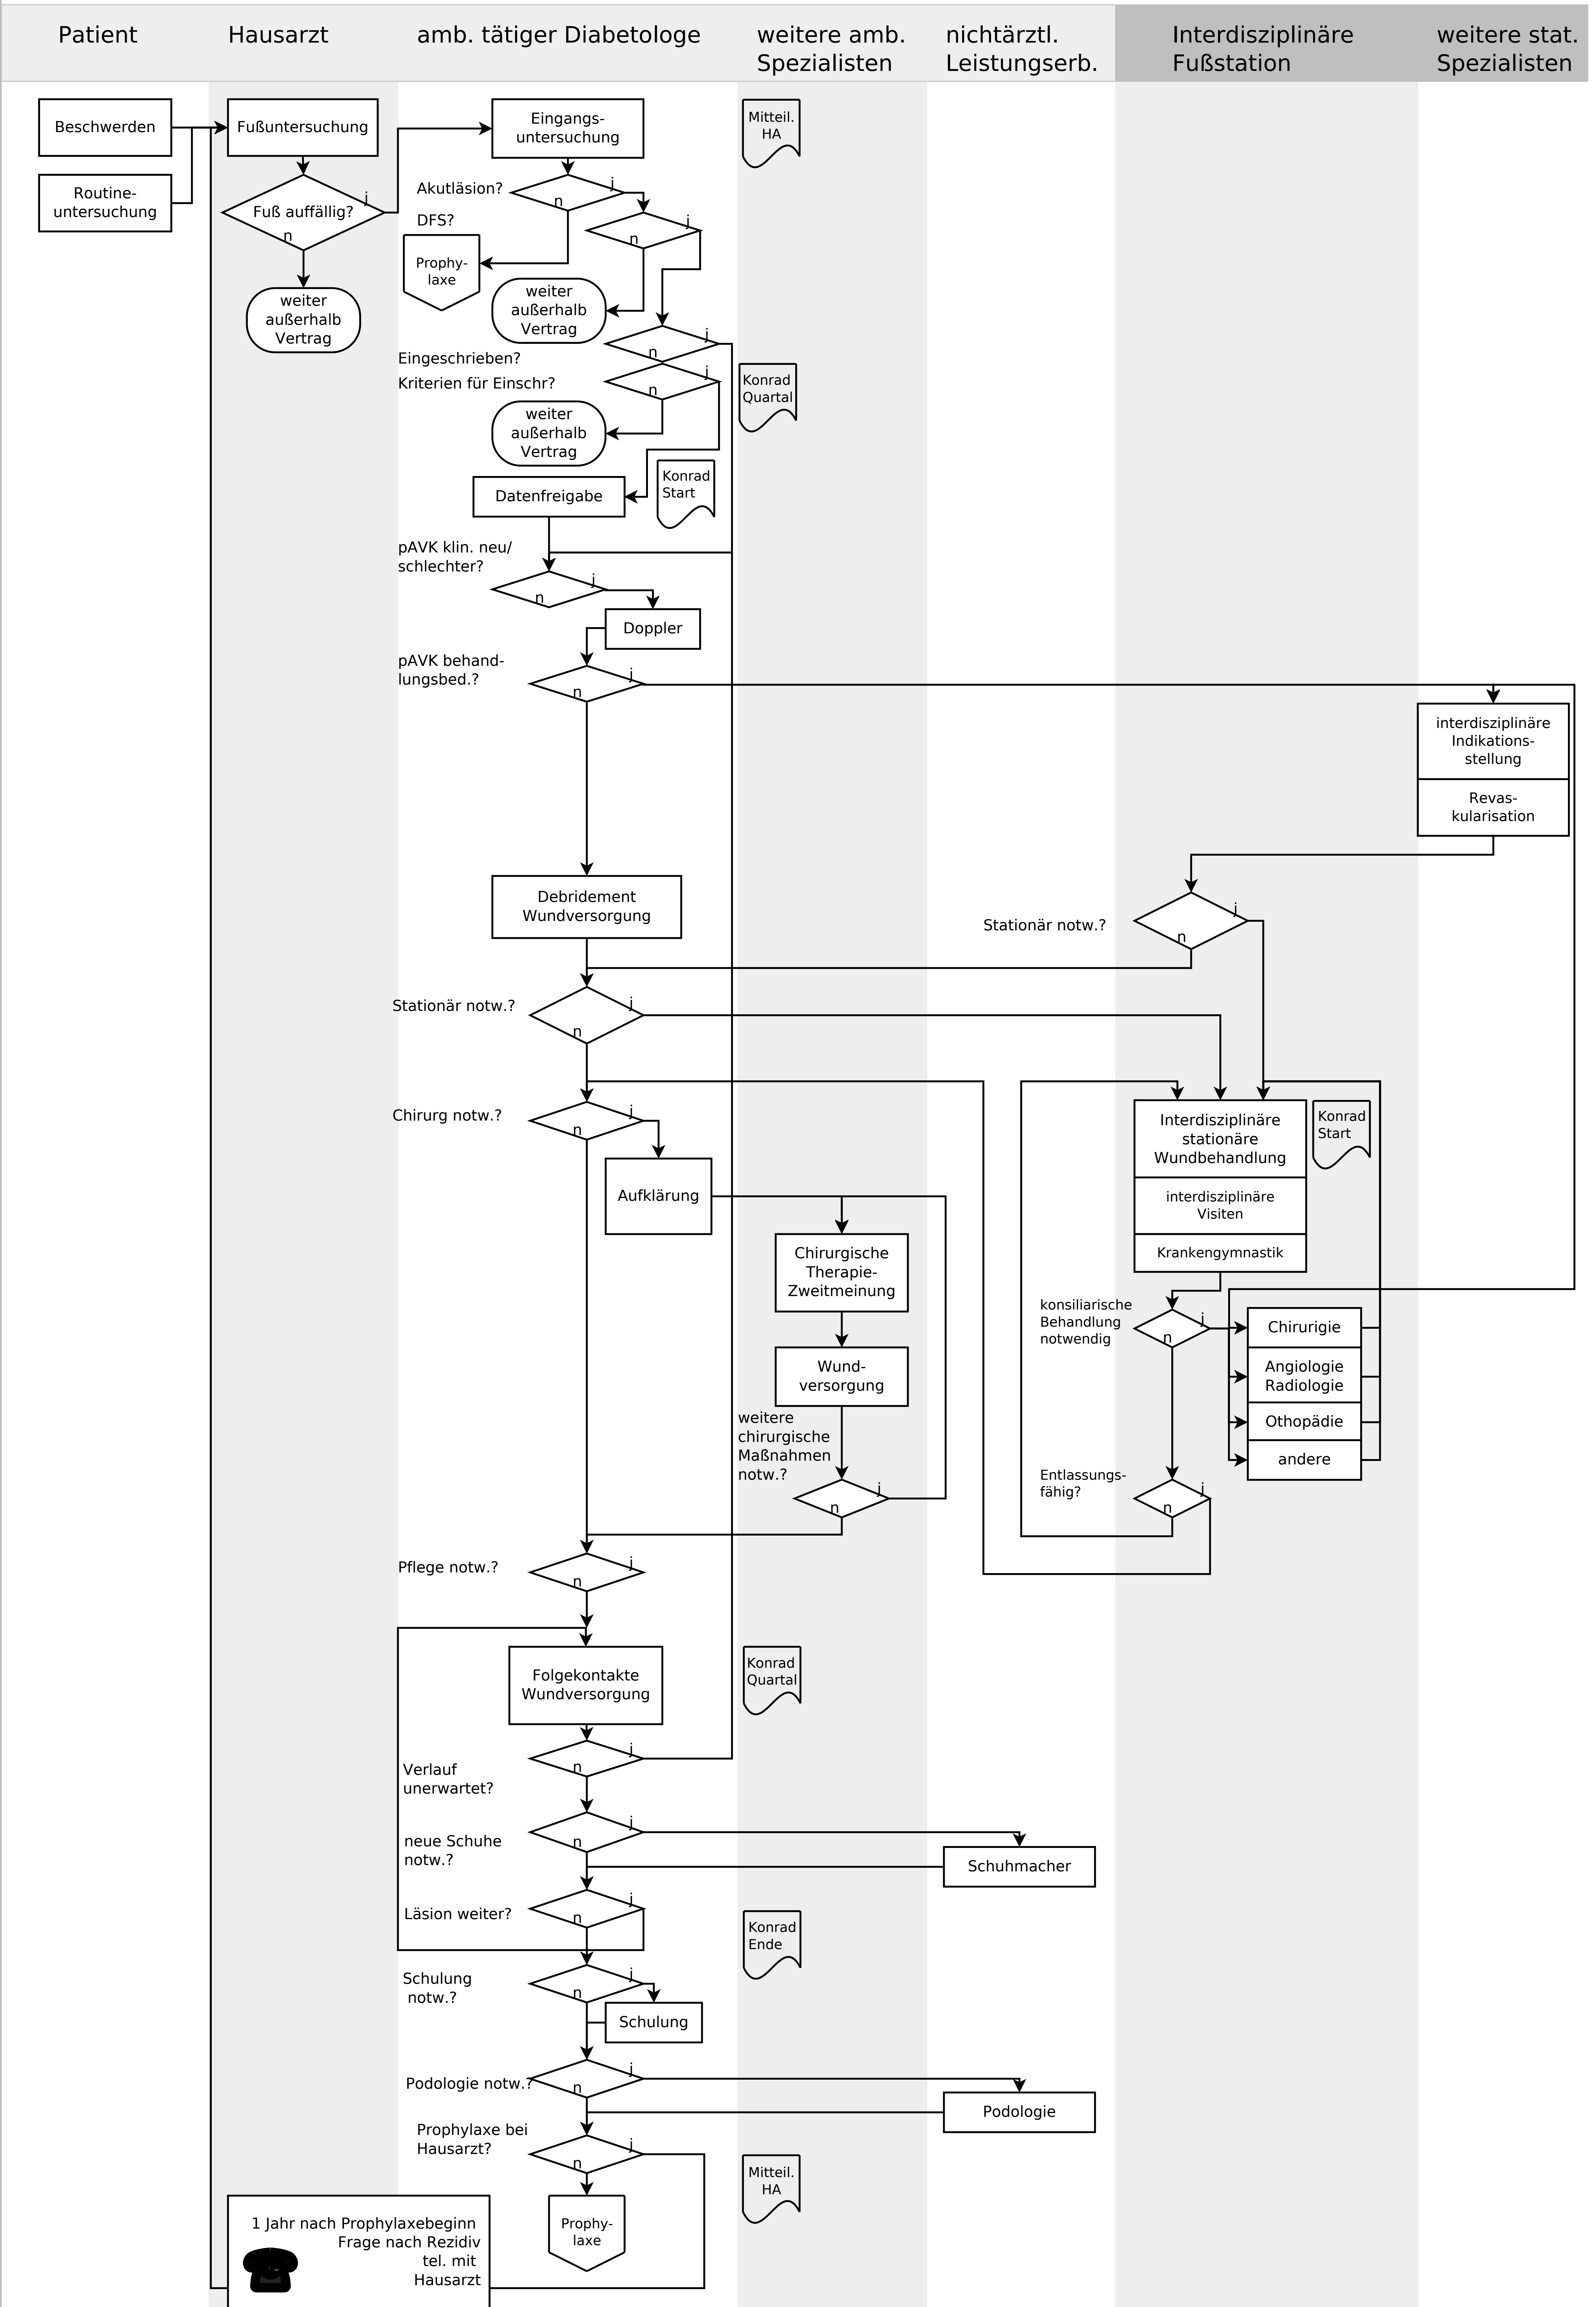 Patient
Hausarzt
amb. tätiger Diabetologe
weitere amb.
Spezialisten
nichtärztl.
Leistungserb.
Interdisziplinäre
Fußstation
weitere stat.
Spezialisten
Beschwerden
Routine-
untersuchung
Fußuntersuchung
Fuß auffällig?
j
n
weiter
außerhalb
Vertrag
Eingangs-
untersuchung
Mitteil.
HA
Akutläsion?
j
n
DFS?
j
n
Prophy-
laxe
weiter
außerhalb
Vertrag
Eingeschrieben?
j
n
Kriterien für Einschr?
j
n
Konrad
Quartal
weiter
außerhalb
Vertrag
Datenfreigabe
Konrad
Start
pAVK klin. neu/
schlechter?
j
n
Doppler
pAVK behand-
lungsbed.?
j
n
interdisziplinäre
Indikations-
stellung
Revas-
kularisation
Debridement
Wundversorgung
Stationär notw.?
j
n
Stationär notw.?
j
n
Chirurg notw.?
j
n
Aufklärung
Interdisziplinäre
stationäre
Wundbehandlung
interdisziplinäre
Visiten
Krankengymnastik
Konrad
Start
Chirurgische
Therapie-
Zweitmeinung
Wund-
versorgung
weitere
chirurgische
Maßnahmen
notw.?
j
n
konsiliarische
Behandlung
notwendig
j
n
Chirurigie
Angiologie
Radiologie
Othopädie
andere
Entlassungs-
fähig?
j
n
Pflege notw.?
j
n
Folgekontakte
Wundversorgung
Konrad
Quartal
Verlauf
unerwartet?
j
n
neue Schuhe
notw.?
j
n
Schuhmacher
Läsion weiter?
j
n
Konrad
Ende
Schulung
notw.?
j
n
Schulung
Podologie notw.?
j
n
Podologie
Prophylaxe bei
Hausarzt?
j
n
Mitteil.
HA
Prophy-
laxe
1 Jahr nach Prophylaxebeginn
Frage nach Rezidiv
tel. mit
Hausarzt